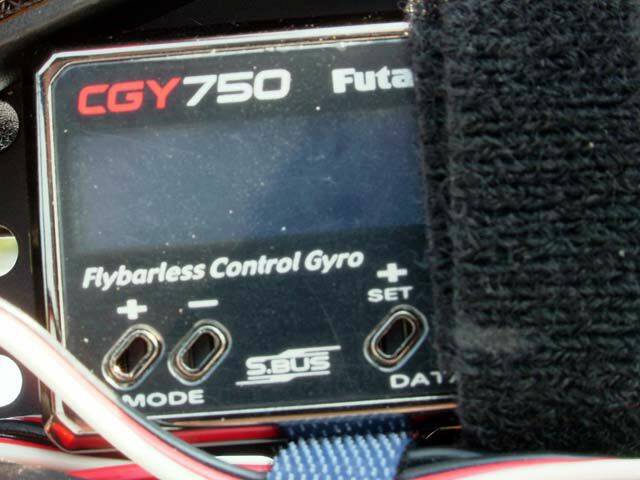 CGY750 Futa
Flybarless Control Gyro
+ - +
SET
S.BUS
MODE DATA